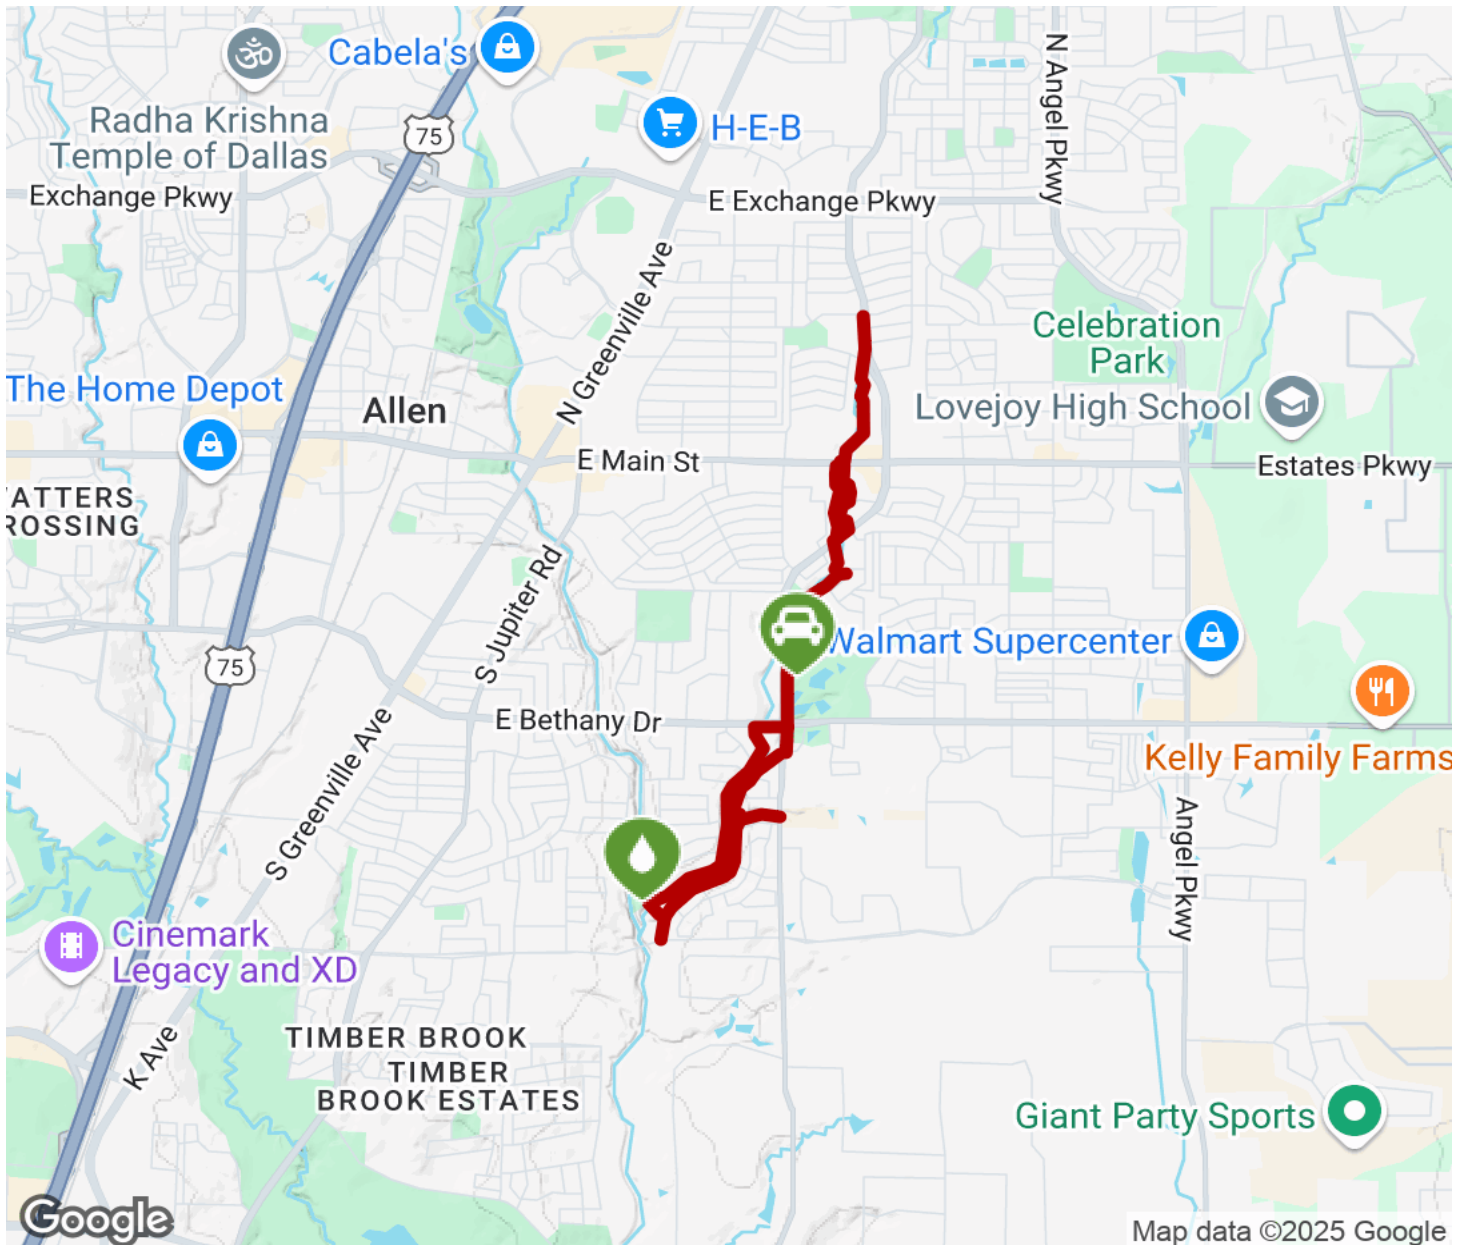 Cabela's
Radha Krishna
Temple of Dallas
75
H-E-B
N Angel Pkwy
Exchange Pkwy
E Exchange Pkwy
N Greenville Ave
Celebration
Park
The Home Depot
Allen
Lovejoy High School
E Main St
Estates Pkwy
ATTERS
ROSSING
S Jupiter Rd
Walmart Supercenter
75
E Bethany Dr
S Greenville Ave
Kelly Family Farms
Angel Pkwy
Cinemark
Legacy and XD
K Ave
TIMBER BROOK
TIMBER
BROOK ESTATES
Giant Party Sports
Google
Map data ©2025 Google